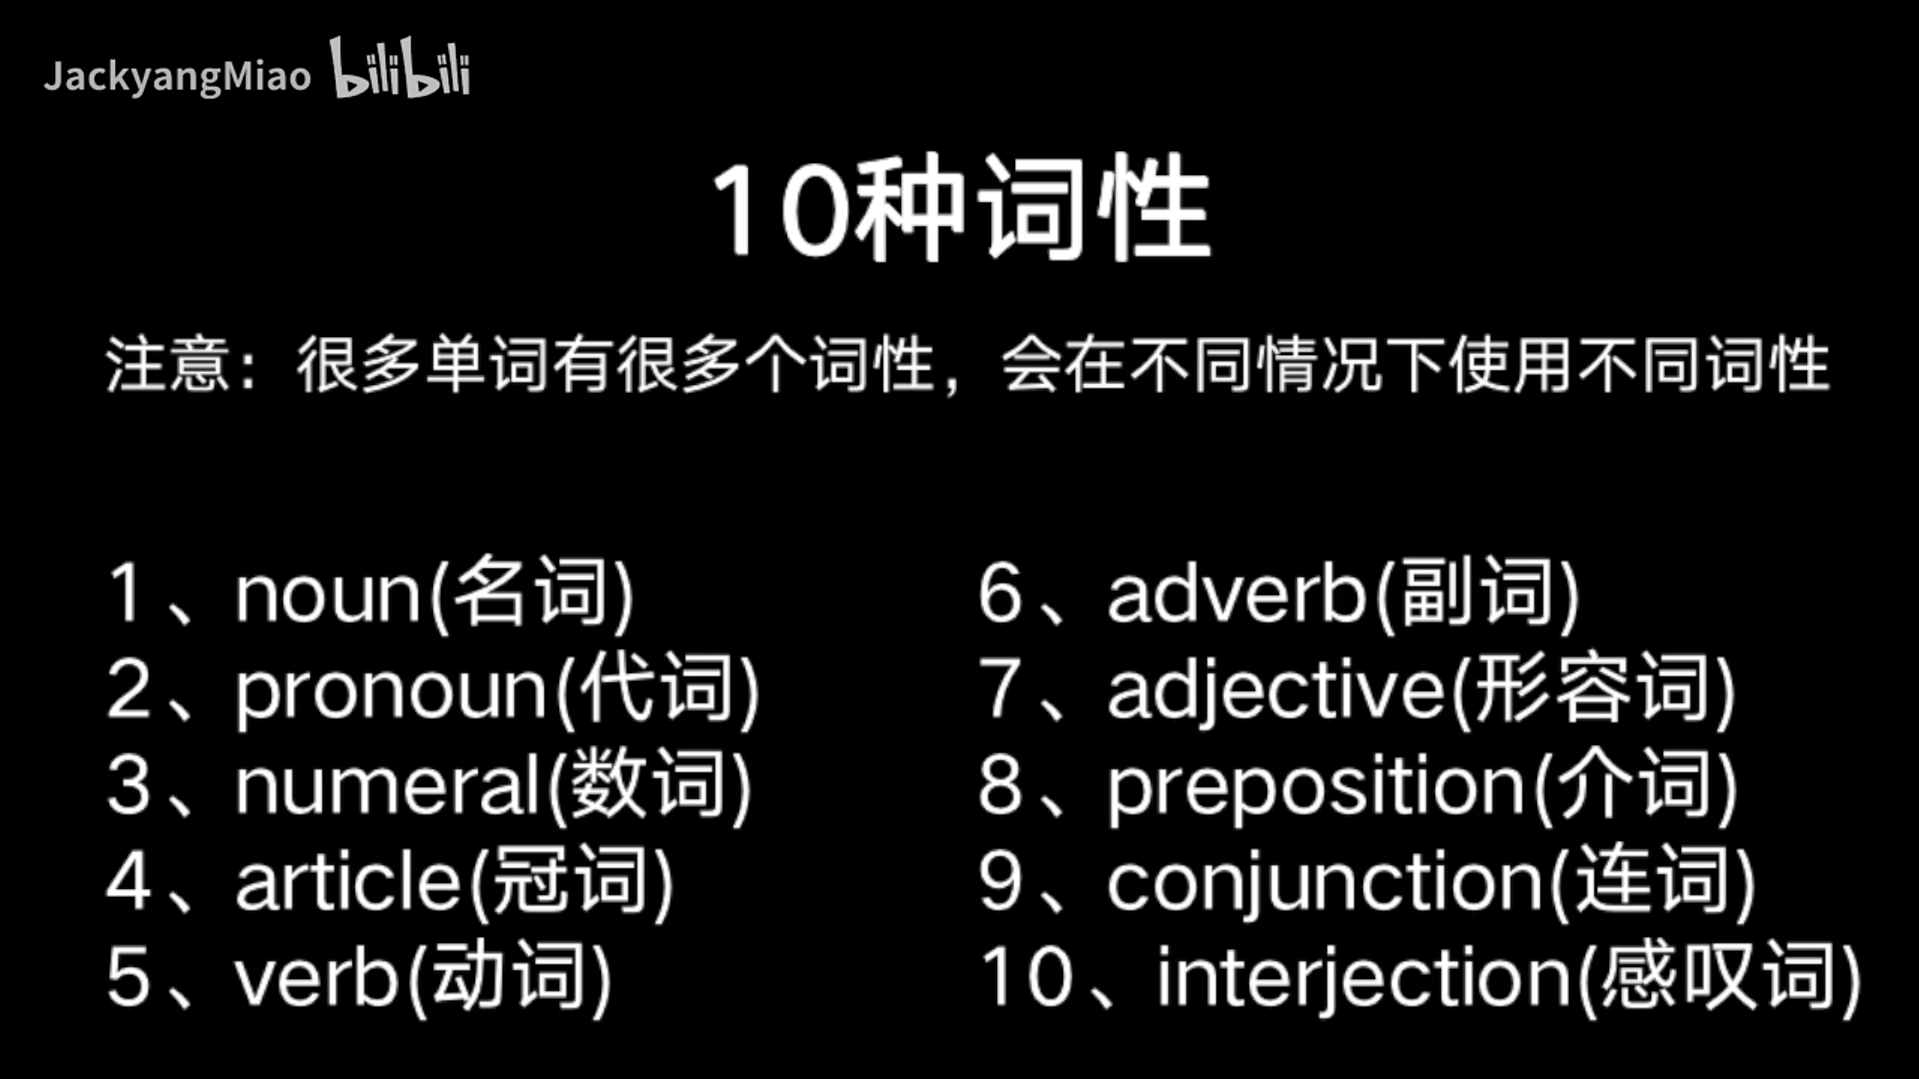 JackyangMiao bilibili
10种词性
注意：很多单词有很多个词性，会在不同情况下使用不同词性
1、noun(名词)
2、pronoun(代词)
3、numeral(数词)
4、article(冠词)
5、verb(动词)
6、adverb(副词)
7、adjective(形容词)
8、preposition(介词)
9、conjunction(连词)
10、interjection(感叹词)